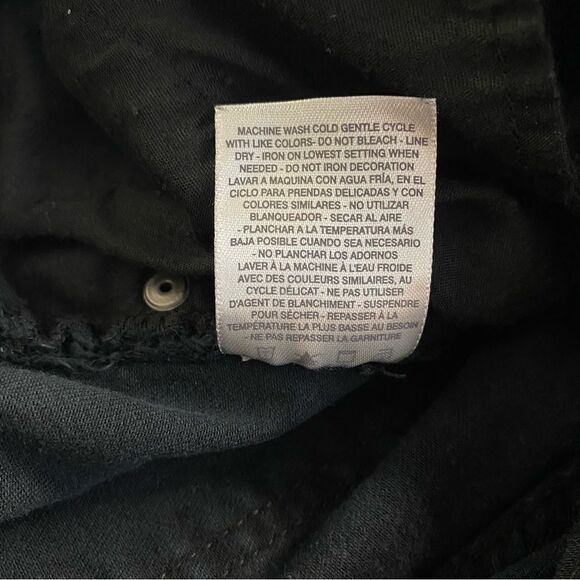 MACHINE WASH COLD GENTLE CYCLE
WITH LIKE COLORS- DO NOT BLEACH - LINE
DRY - IRON ON LOWEST SETTING WHEN
NEEDED - DO NOT IRON DECORATION
LAVAR A MAQUINA CON AGUA FRÍA, EN EL
CICLO PARA PRENDAS DELICADAS Y CON
COLORES SIMILARES - NO UTILIZAR
BLANQUEADOR - SECAR AL AIRE
- PLANCHAR A LA TEMPERATURA MÁS
BAJA POSIBLE CUANDO SEA NECESARIO
- NO PLANCHAR LOS ADORNOS
LAVER À LA MACHINE À L'EAU FROIDE
AVEC DES COULEURS SIMILAIRES, AU
CYCLE DÉLICAT - NE PAS UTILISER
D'AGENT DE BLANCHIMENT - SUSPENDRE
POUR SÉCHER - REPASSER À LA
TEMPÉRATURE LA PLUS BASSE AU BESOIN
- NE PAS REPASSER LA GARNITURE